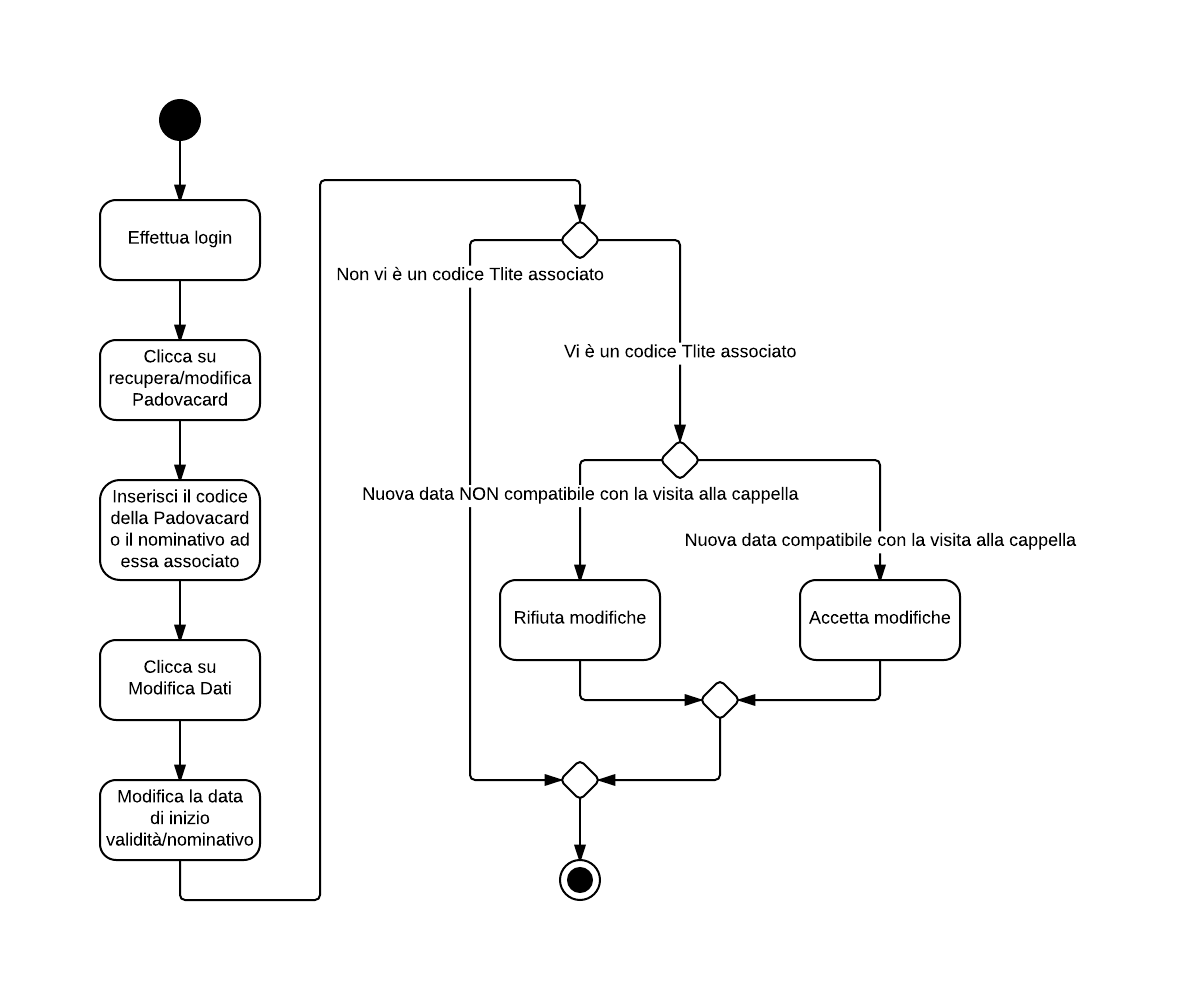 Effettua login
Clicca su
recupera/modifica
Padovacard
Inserisci il codice
della Padovacard
o il nominativo ad
essa associato
Clicca su
Modifica Dati
Modifica la data
di inizio
validità/nominativo
Non vi è un codice Tlite associato
Vi è un codice Tlite associato
Nuova data NON compatibile con la visita alla cappella
Nuova data compatibile con la visita alla cappella
Rifiuta modifiche
Accetta modifiche